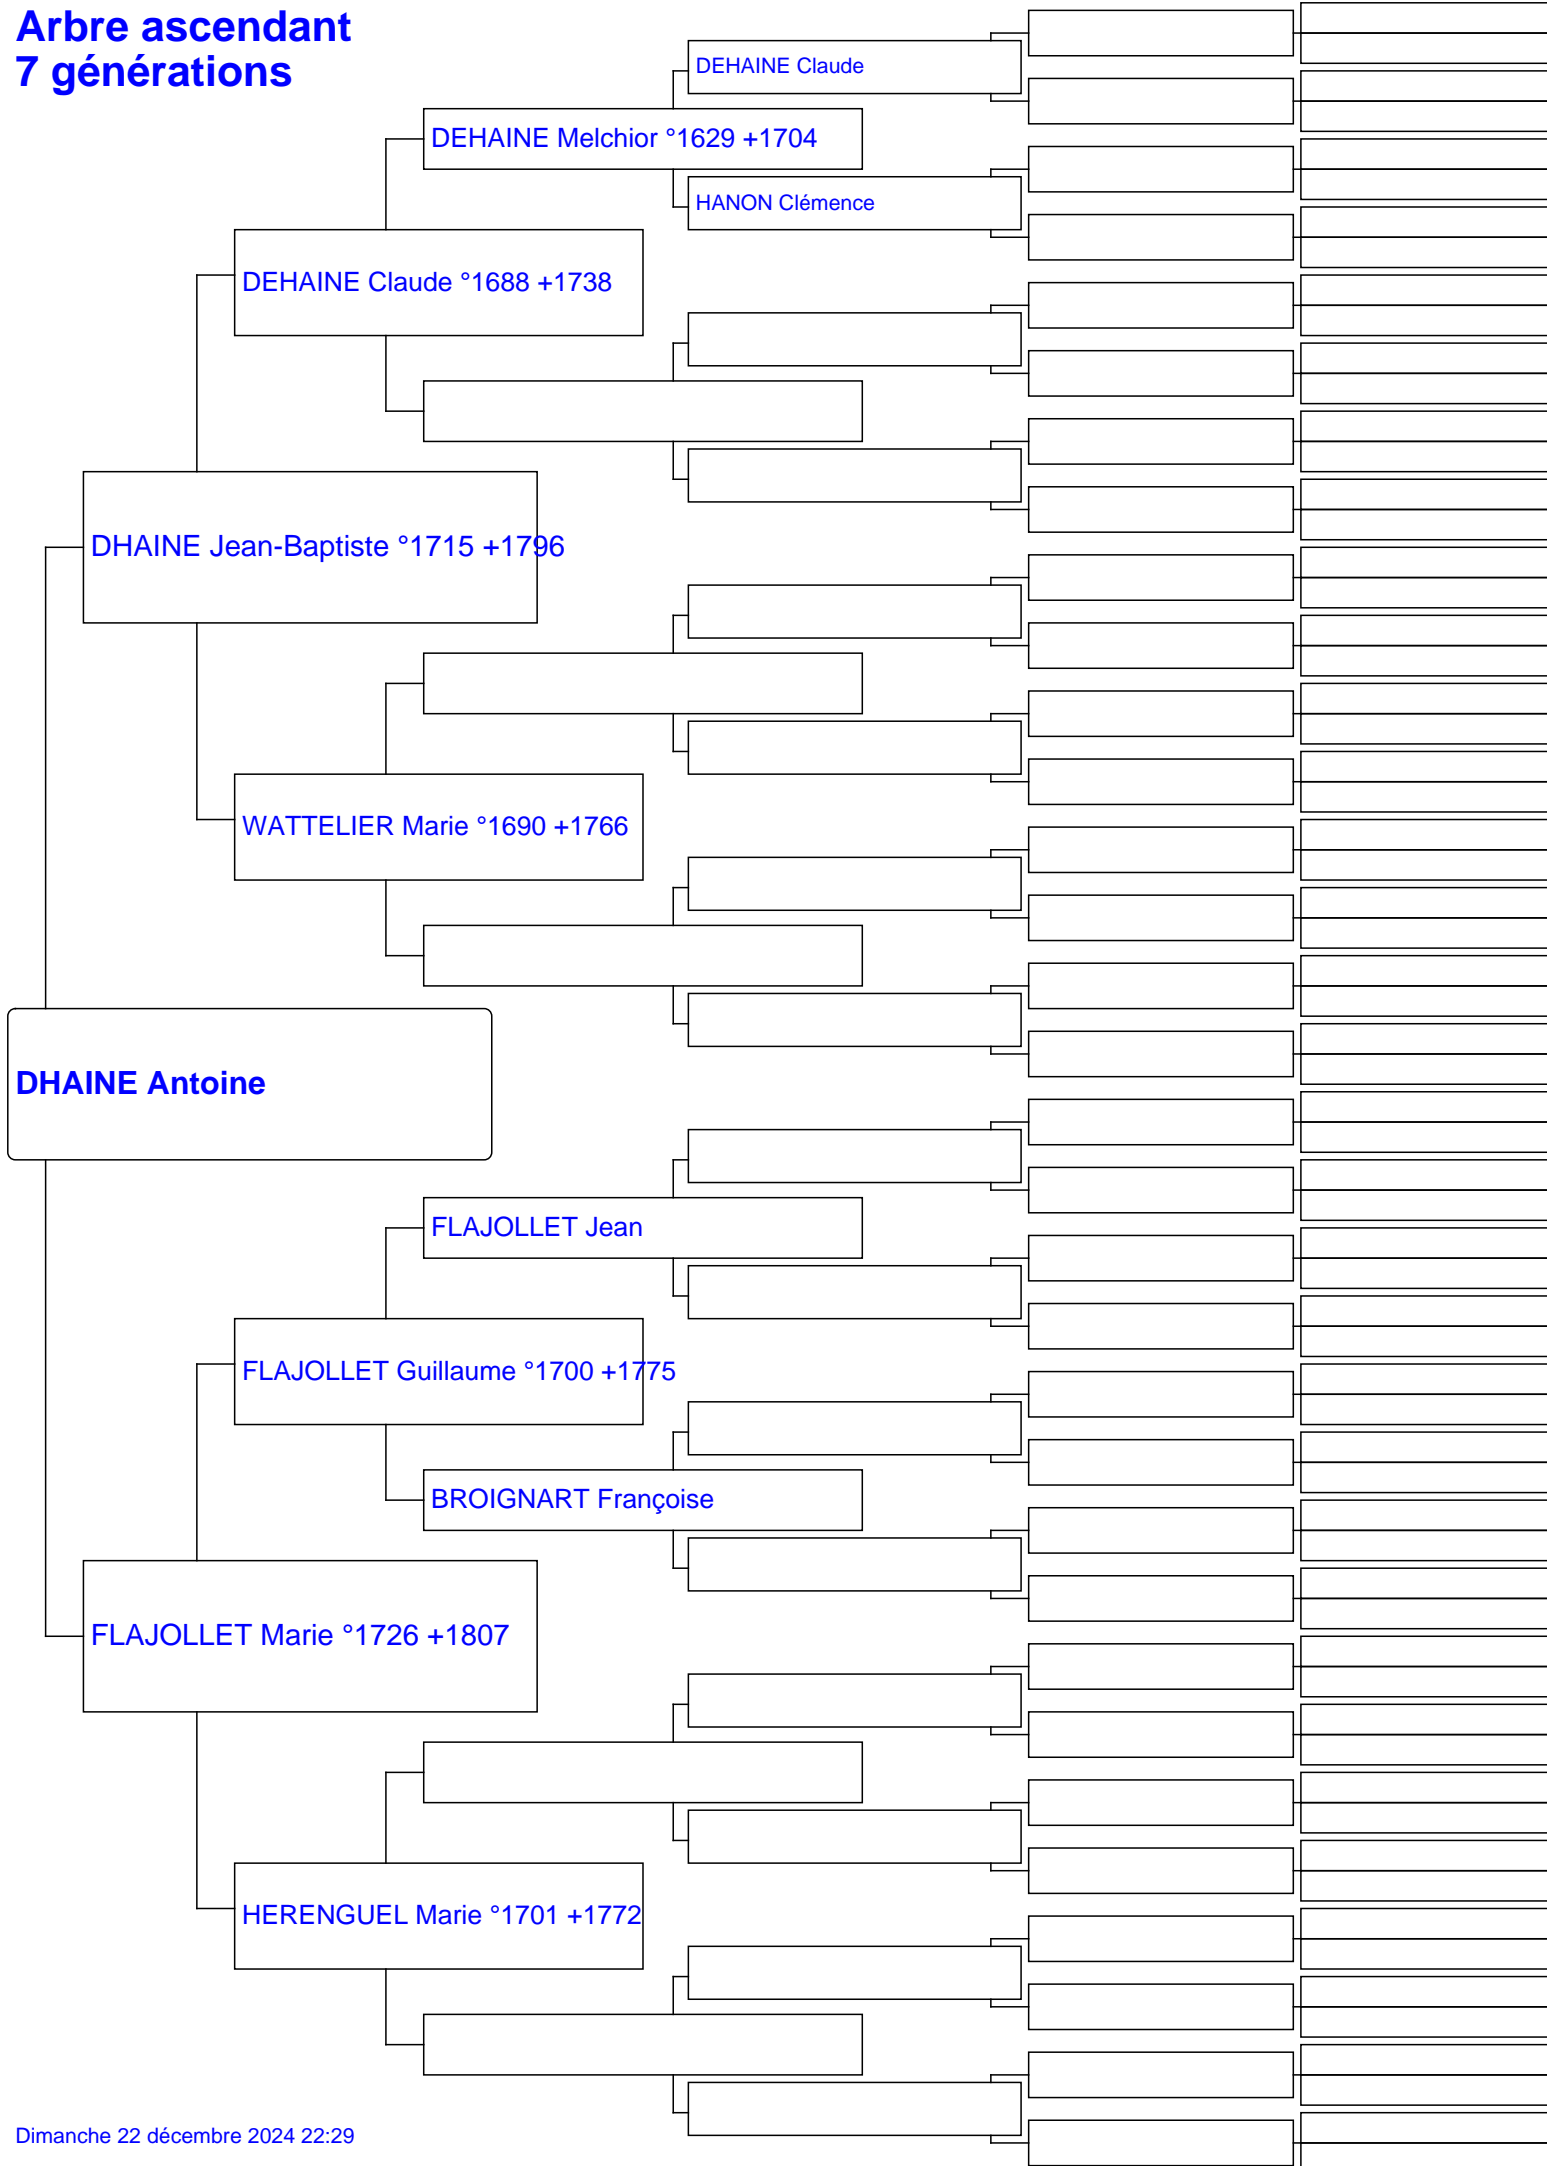 Arbre ascendant
7 générations
DEHAINE Claude
DEHAINE Melchior °1629 +1704
HANON Clémence
DEHAINE Claude °1688 +1738
DHAINE Jean-Baptiste °1715 +1796
WATTELIER Marie °1690 +1766
DHAINE Antoine
FLAJOLLET Jean
FLAJOLLET Guillaume °1700 +1775
BROIGNART Françoise
FLAJOLLET Marie °1726 +1807
HERENGUEL Marie °1701 +1772
Dimanche 22 décembre 2024 22:29